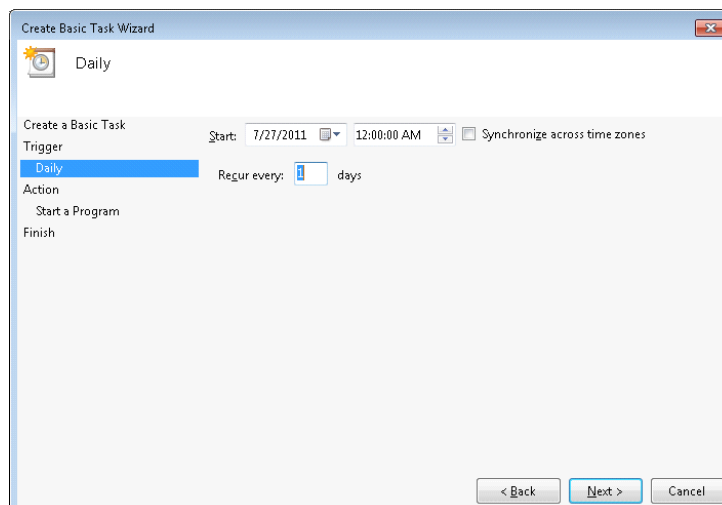 Create Basic Task Wizard
Daily
Create a Basic Task
Trigger
Daily
Action
Start a Program
Finish
Start: 7/27/2011 12:00:00 AM Synchronize across time zones
Recur every: 1 days
< Back Next > Cancel